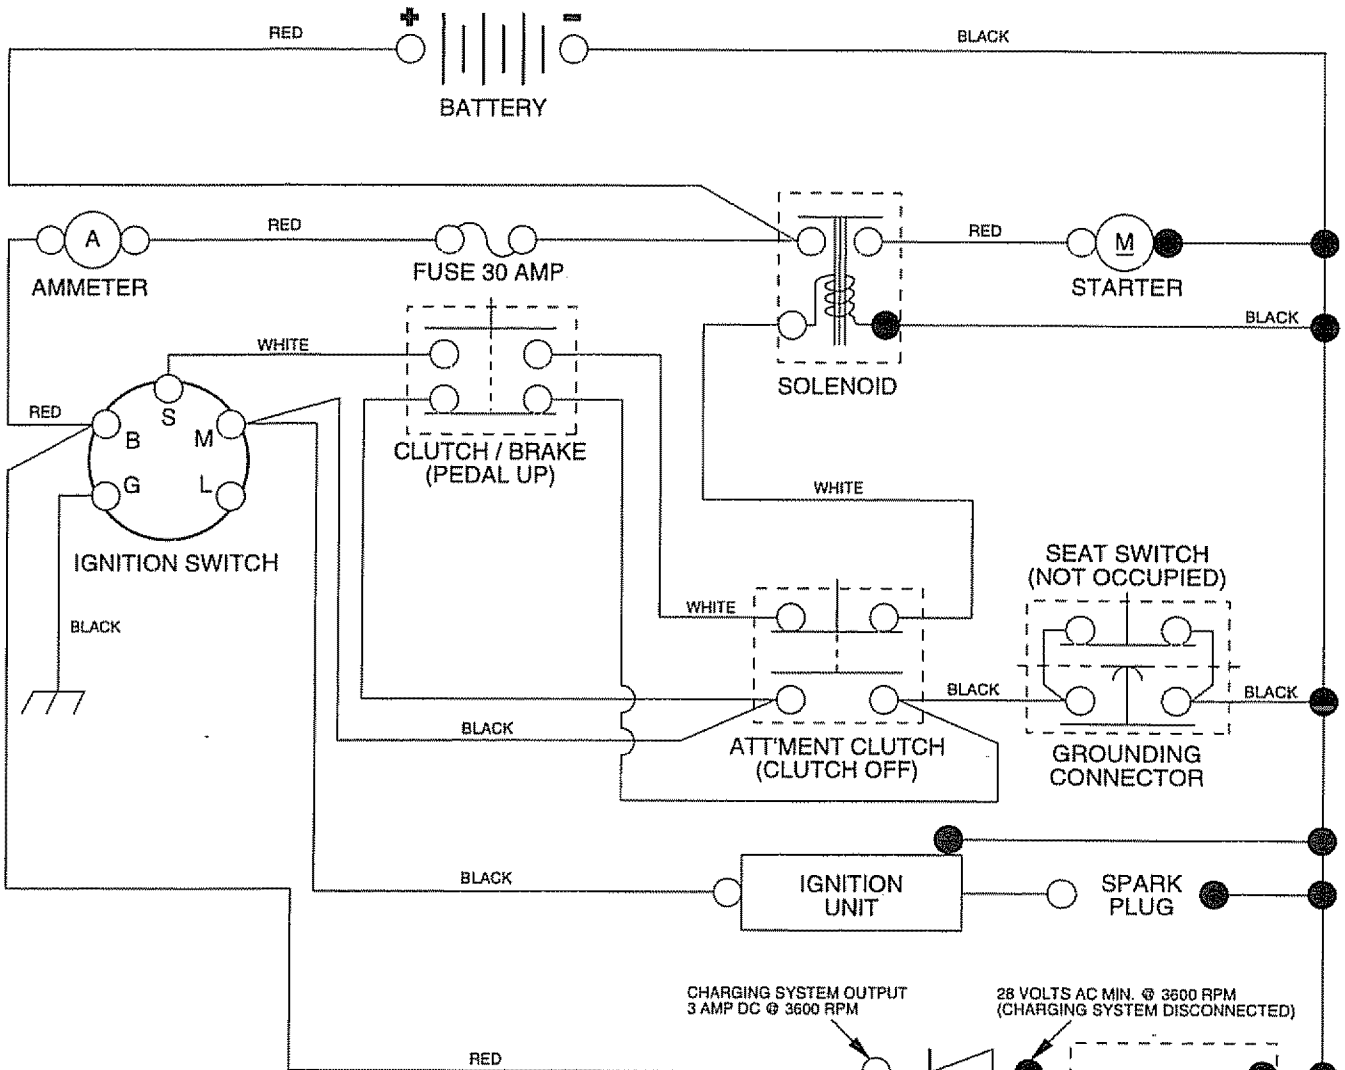 + -
RED
BLACK
BATTERY
A
RED
RED
M
AMMETER
FUSE 30 AMP
STARTER
WHITE
BLACK
SOLENOID
RED
S
B
M
G
L
CLUTCH / BRAKE
(PEDAL UP)
WHITE
IGNITION SWITCH
SEAT SWITCH
(NOT OCCUPIED)
BLACK
WHITE
BLACK
BLACK
BLACK
ATT'MENT CLUTCH
(CLUTCH OFF)
GROUNDING
CONNECTOR
BLACK
IGNITION
UNIT
SPARK
PLUG
CHARGING SYSTEM OUTPUT
3 AMP DC @ 3600 RPM
28 VOLTS AC MIN. @ 3600 RPM
(CHARGING SYSTEM DISCONNECTED)
RED